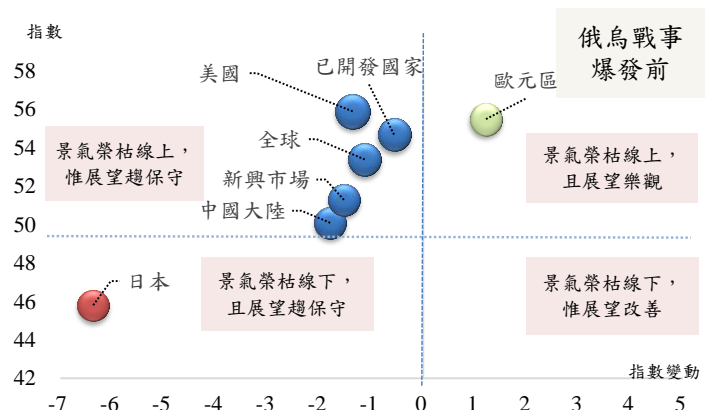 指數
俄烏戰事
爆發前
58
56
54
52
50
48
46
44
42
美國
已開發國家
歐元區
全球
新興市場
中國大陸
日本
景氣榮枯線上，
惟展望趨保守
景氣榮枯線上，
且展望樂觀
景氣榮枯線下，
且展望趨保守
景氣榮枯線下，
惟展望改善
指數變動
-7 -6 -5 -4 -3 -2 -1 0 1 2 3 4 5